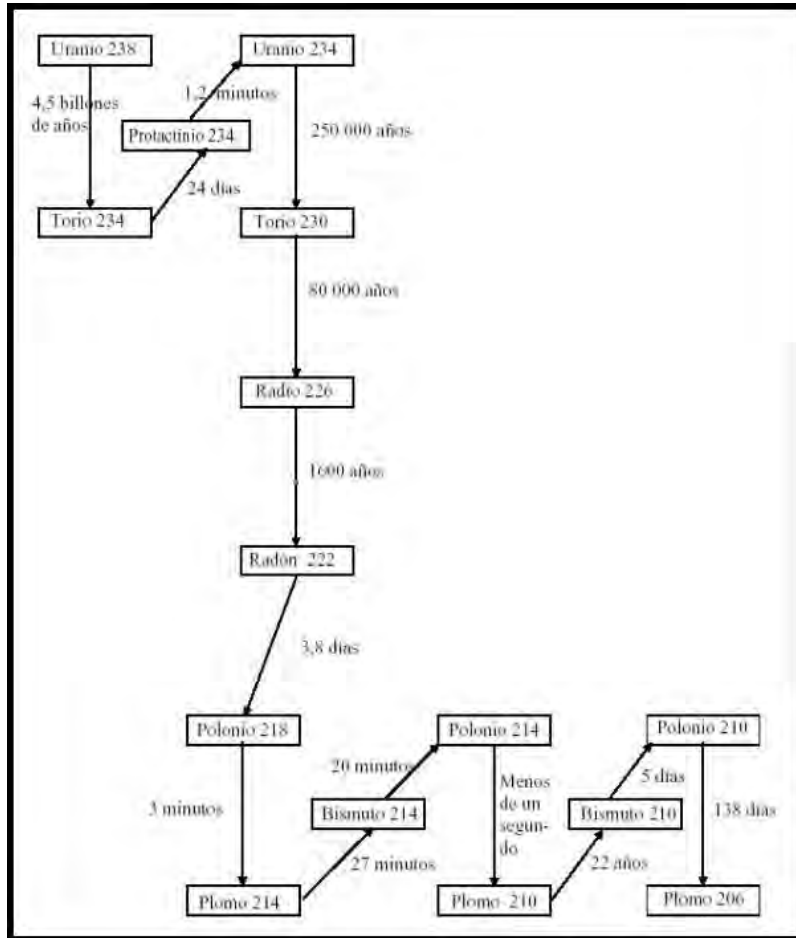 Uranio 238
Uranio 234
4,5 billones
de años
1,2 minutos
Protactinio 234
250 000 años
24 días
Torio 234
Torio 230
80 000 años
Radio 226
1600 años
Radón 222
3,8 días
Polonio 218
Polonio 214
Polonio 210
20 minutos
Menos
de un
segun-
do
5 días
3 minutos
Bismuto 214
Bismuto 210
138 días
27 minutos
22 años
Plomo 214
Plomo 210
Plomo 206